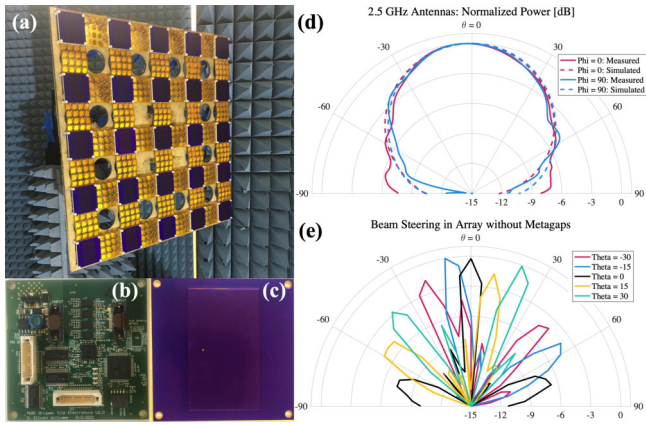 (a)
(b)
(c)
(d)
2.5 GHz Antennas: Normalized Power [dB]
θ = 0
-30
30
-60
60
-90
90
-15
-12
-9
-6
-3
0
Phi = 0: Measured
Phi = 0: Simulated
Phi = 90: Measured
Phi = 90: Simulated
(e)
Beam Steering in Array without Metagaps
θ = 0
-30
30
-60
60
-90
90
-15
-12
-9
-6
-3
0
Theta = -30
Theta = -15
Theta = 0
Theta = 15
Theta = 30